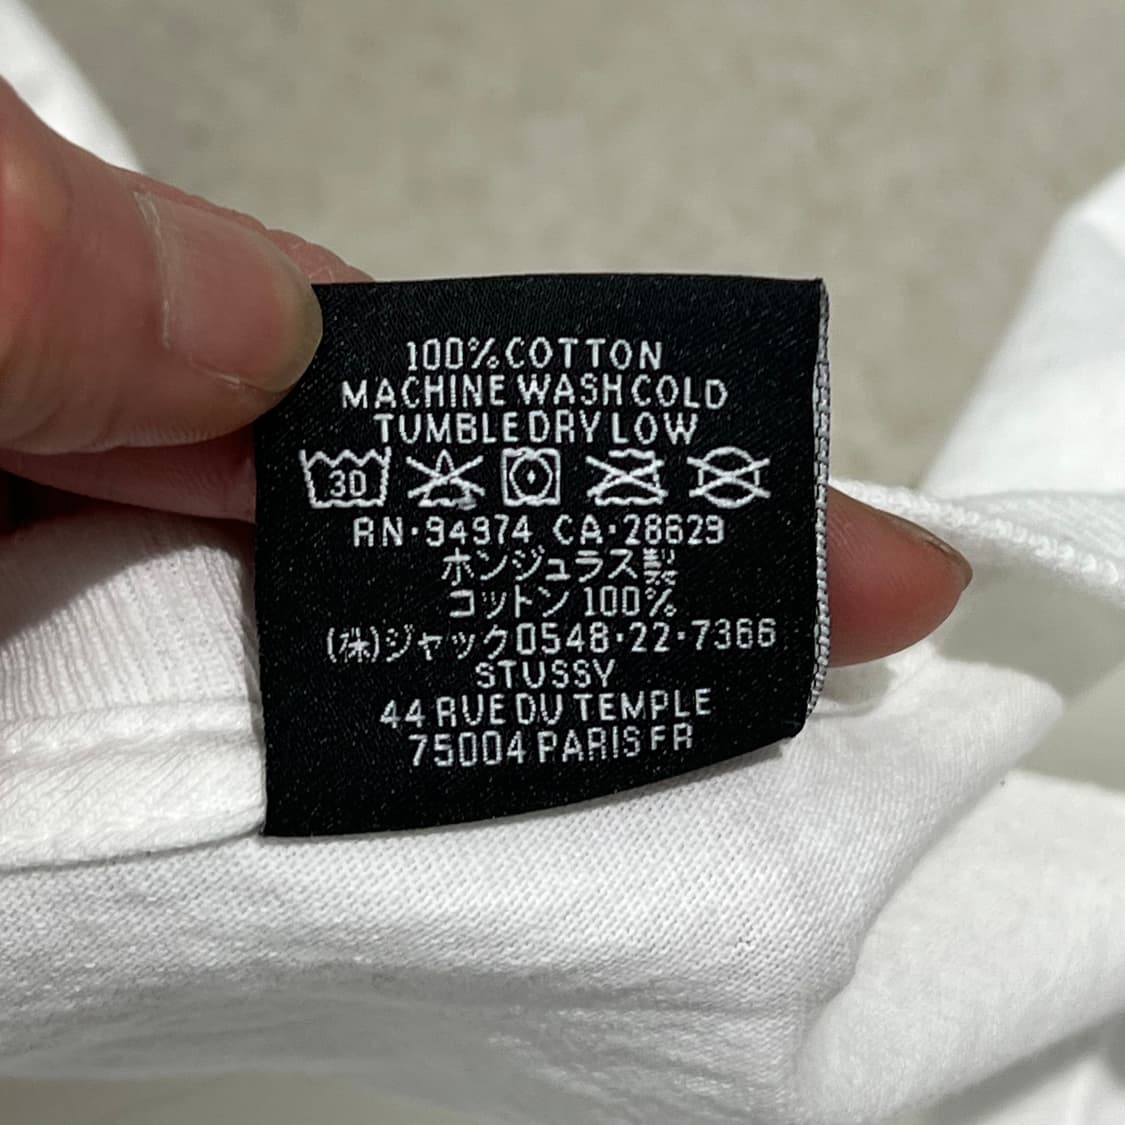 100% COTTON
MACHINE WASH COLD
TUMBLE DRY LOW
30
RN·94974 CA·28629
ホンジュラス製
コットン 100%
(株)ジャック0548·22·7366
STUSSY
44 RUE DU TEMPLE
75004 PARIS FR